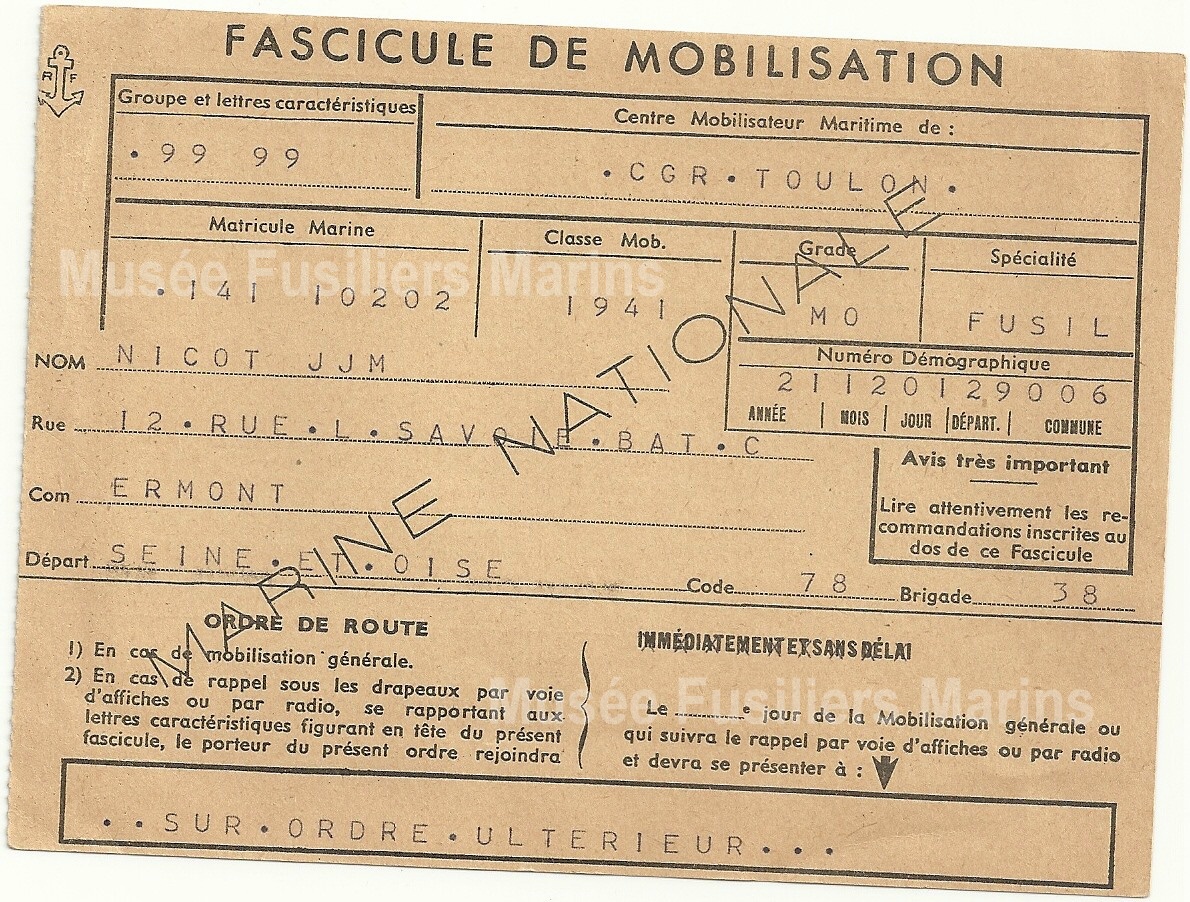 FASCICULE DE MOBILISATION
R F
Groupe et lettres caractéristiques
. 99 99
Centre Mobilisateur Maritime de :
. CGR . TOULON .
Matricule Marine
. 141 10202
Classe Mob.
1941
Grade
MO
Spécialité
FUSIL
Numéro Démographique
21120129006
ANNÉE | MOIS | JOUR | DÉPART. | COMMUNE
NOM NICOT JJM
Rue 12 . RUE . L . SAVOIE . BAT . C
Com ERMONT
Départ SEINE . ET . OISE
Code 78 Brigade 38
Avis très important
Lire attentivement les re-
commandations inscrites au
dos de ce Fascicule
MARINE NATIONALE
Musée Fusiliers Marins
ORDRE DE ROUTE
1) En cas de mobilisation générale.
2) En cas de rappel sous les drapeaux par voie
d'affiches ou par radio, se rapportant aux
lettres caractéristiques figurant en tête du présent
fascicule, le porteur du présent ordre rejoindra
IMMÉDIATEMENT ET SANS DÉLAI
Le ............e jour de la Mobilisation générale ou
qui suivra le rappel par voie d'affiches ou par radio
et devra se présenter à :
Musée Fusiliers Marins
. . SUR . ORDRE . ULTERIEUR . . .